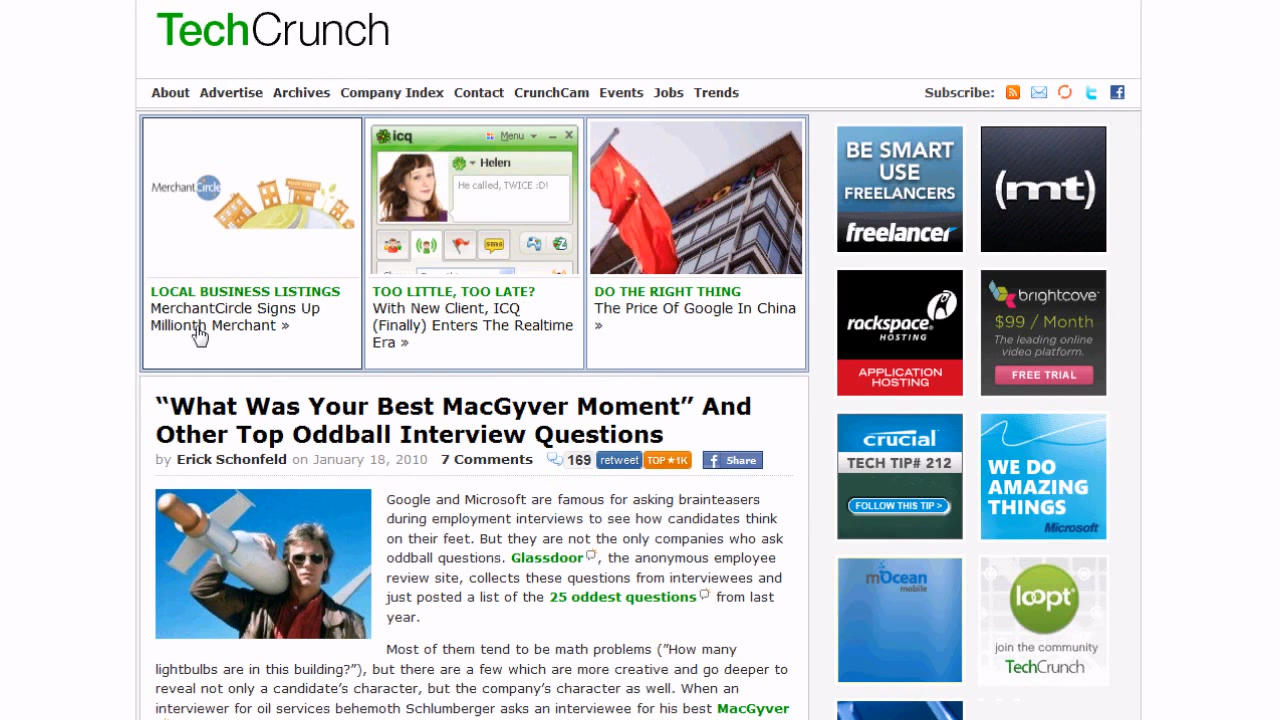 TechCrunch
About Advertise Archives Company Index Contact CrunchCam Events Jobs Trends
Subscribe:
MerchantCircle
LOCAL BUSINESS LISTINGS
MerchantCircle Signs Up
Millionth Merchant »
icq
Menu
Helen
He called, TWICE :D!
TOO LITTLE, TOO LATE?
With New Client, ICQ
(Finally) Enters The Realtime
Era »
DO THE RIGHT THING
The Price Of Google In China
»
“What Was Your Best MacGyver Moment” And
Other Top Oddball Interview Questions
by Erick Schonfeld on January 18, 2010 7 Comments 169 retweet TOP ★1K f Share
Google and Microsoft are famous for asking brainteasers
during employment interviews to see how candidates think
on their feet. But they are not the only companies who ask
oddball questions. Glassdoor, the anonymous employee
review site, collects these questions from interviewees and
just posted a list of the 25 oddest questions from last
year.
Most of them tend to be math problems (”How many
lightbulbs are in this building?”), but there are a few which are more creative and go deeper to
reveal not only a candidate’s character, but the company’s character as well. When an
interviewer for oil services behemoth Schlumberger asks an interviewee for his best MacGyver
BE SMART
USE
FREELANCERS
freelancer
(mt)
rackspace
HOSTING
APPLICATION
HOSTING
brightcove
$99 / Month
The leading online
video platform.
FREE TRIAL
crucial
TECH TIP# 212
FOLLOW THIS TIP >
WE DO
AMAZING
THINGS
Microsoft
mOcean
mobile
loopt
join the community
TechCrunch